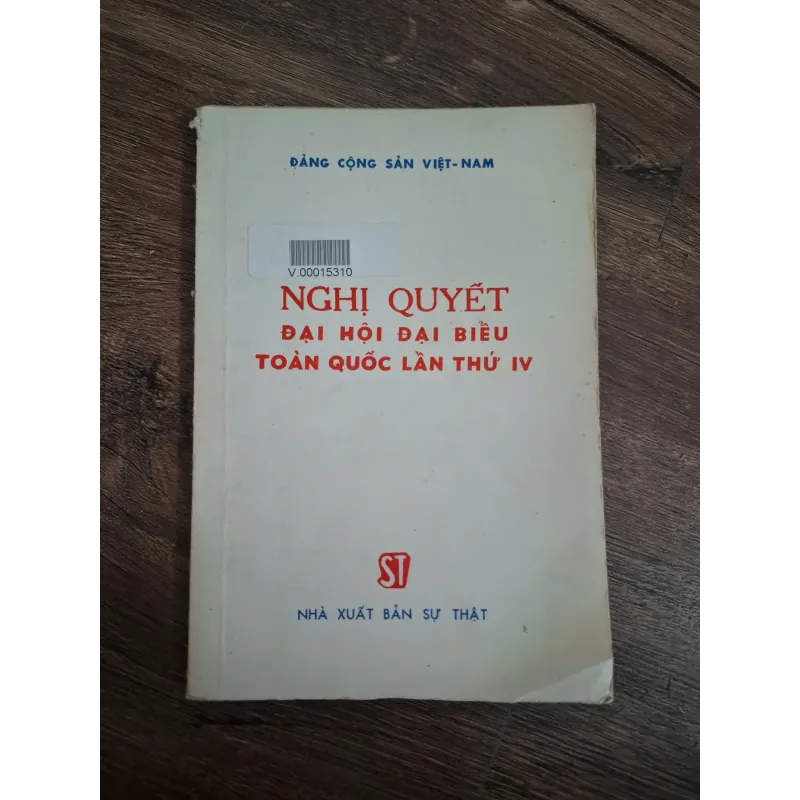 ĐẢNG CỘNG SẢN VIỆT-NAM
V.00015310
NGHỊ QUYẾT
ĐẠI HỘI ĐẠI BIỂU
TOÀN QUỐC LẦN THỨ IV
ST
NHÀ XUẤT BẢN SỰ THẬT